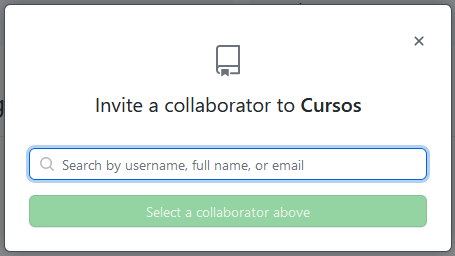 Invite a collaborator to Cursos
Search by username, full name, or email
Select a collaborator above